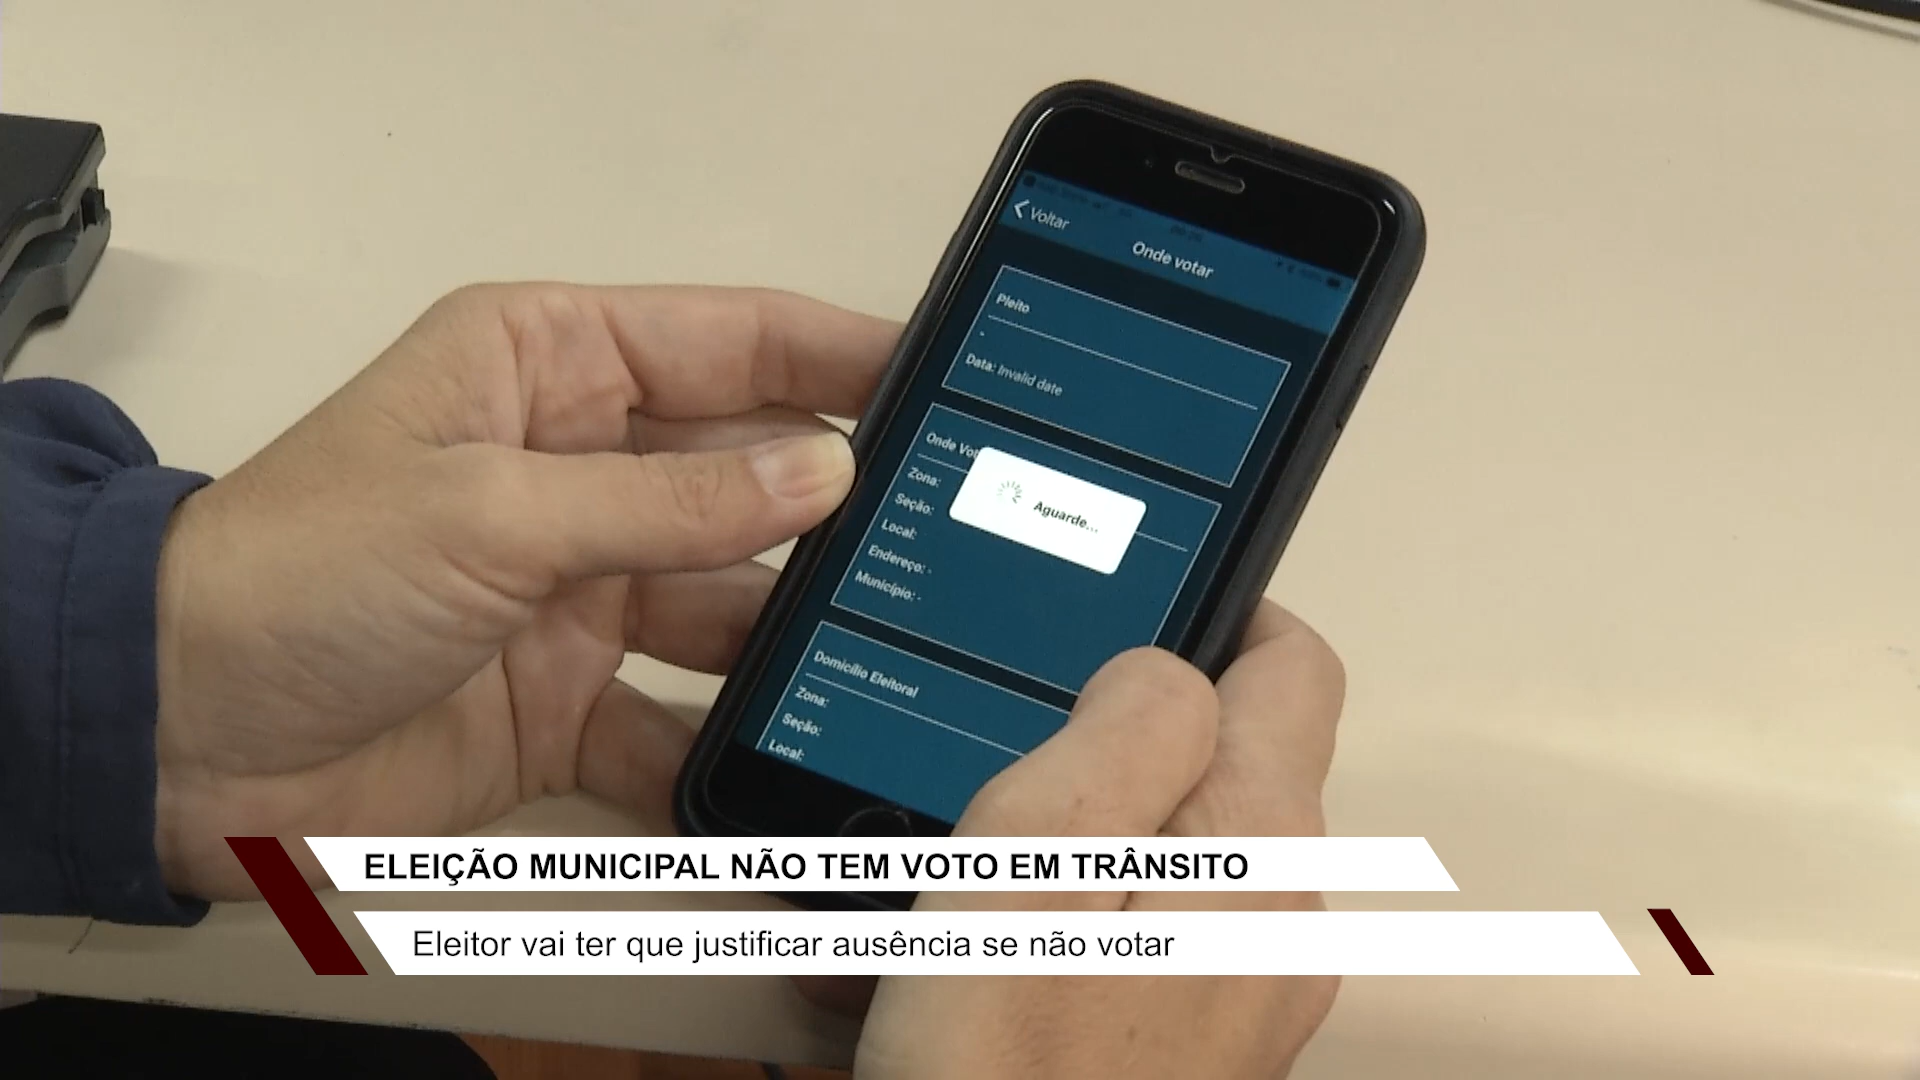 Voltar
Onde votar
Pleito
-
Data: Invalid date
Onde Vot
Zona:
Seção:
Local:
Endereço: -
Município: -
Aguarde...
Domicílio Eleitoral
Zona:
Seção:
Local:
ELEIÇÃO MUNICIPAL NÃO TEM VOTO EM TRÂNSITO
Eleitor vai ter que justificar ausência se não votar